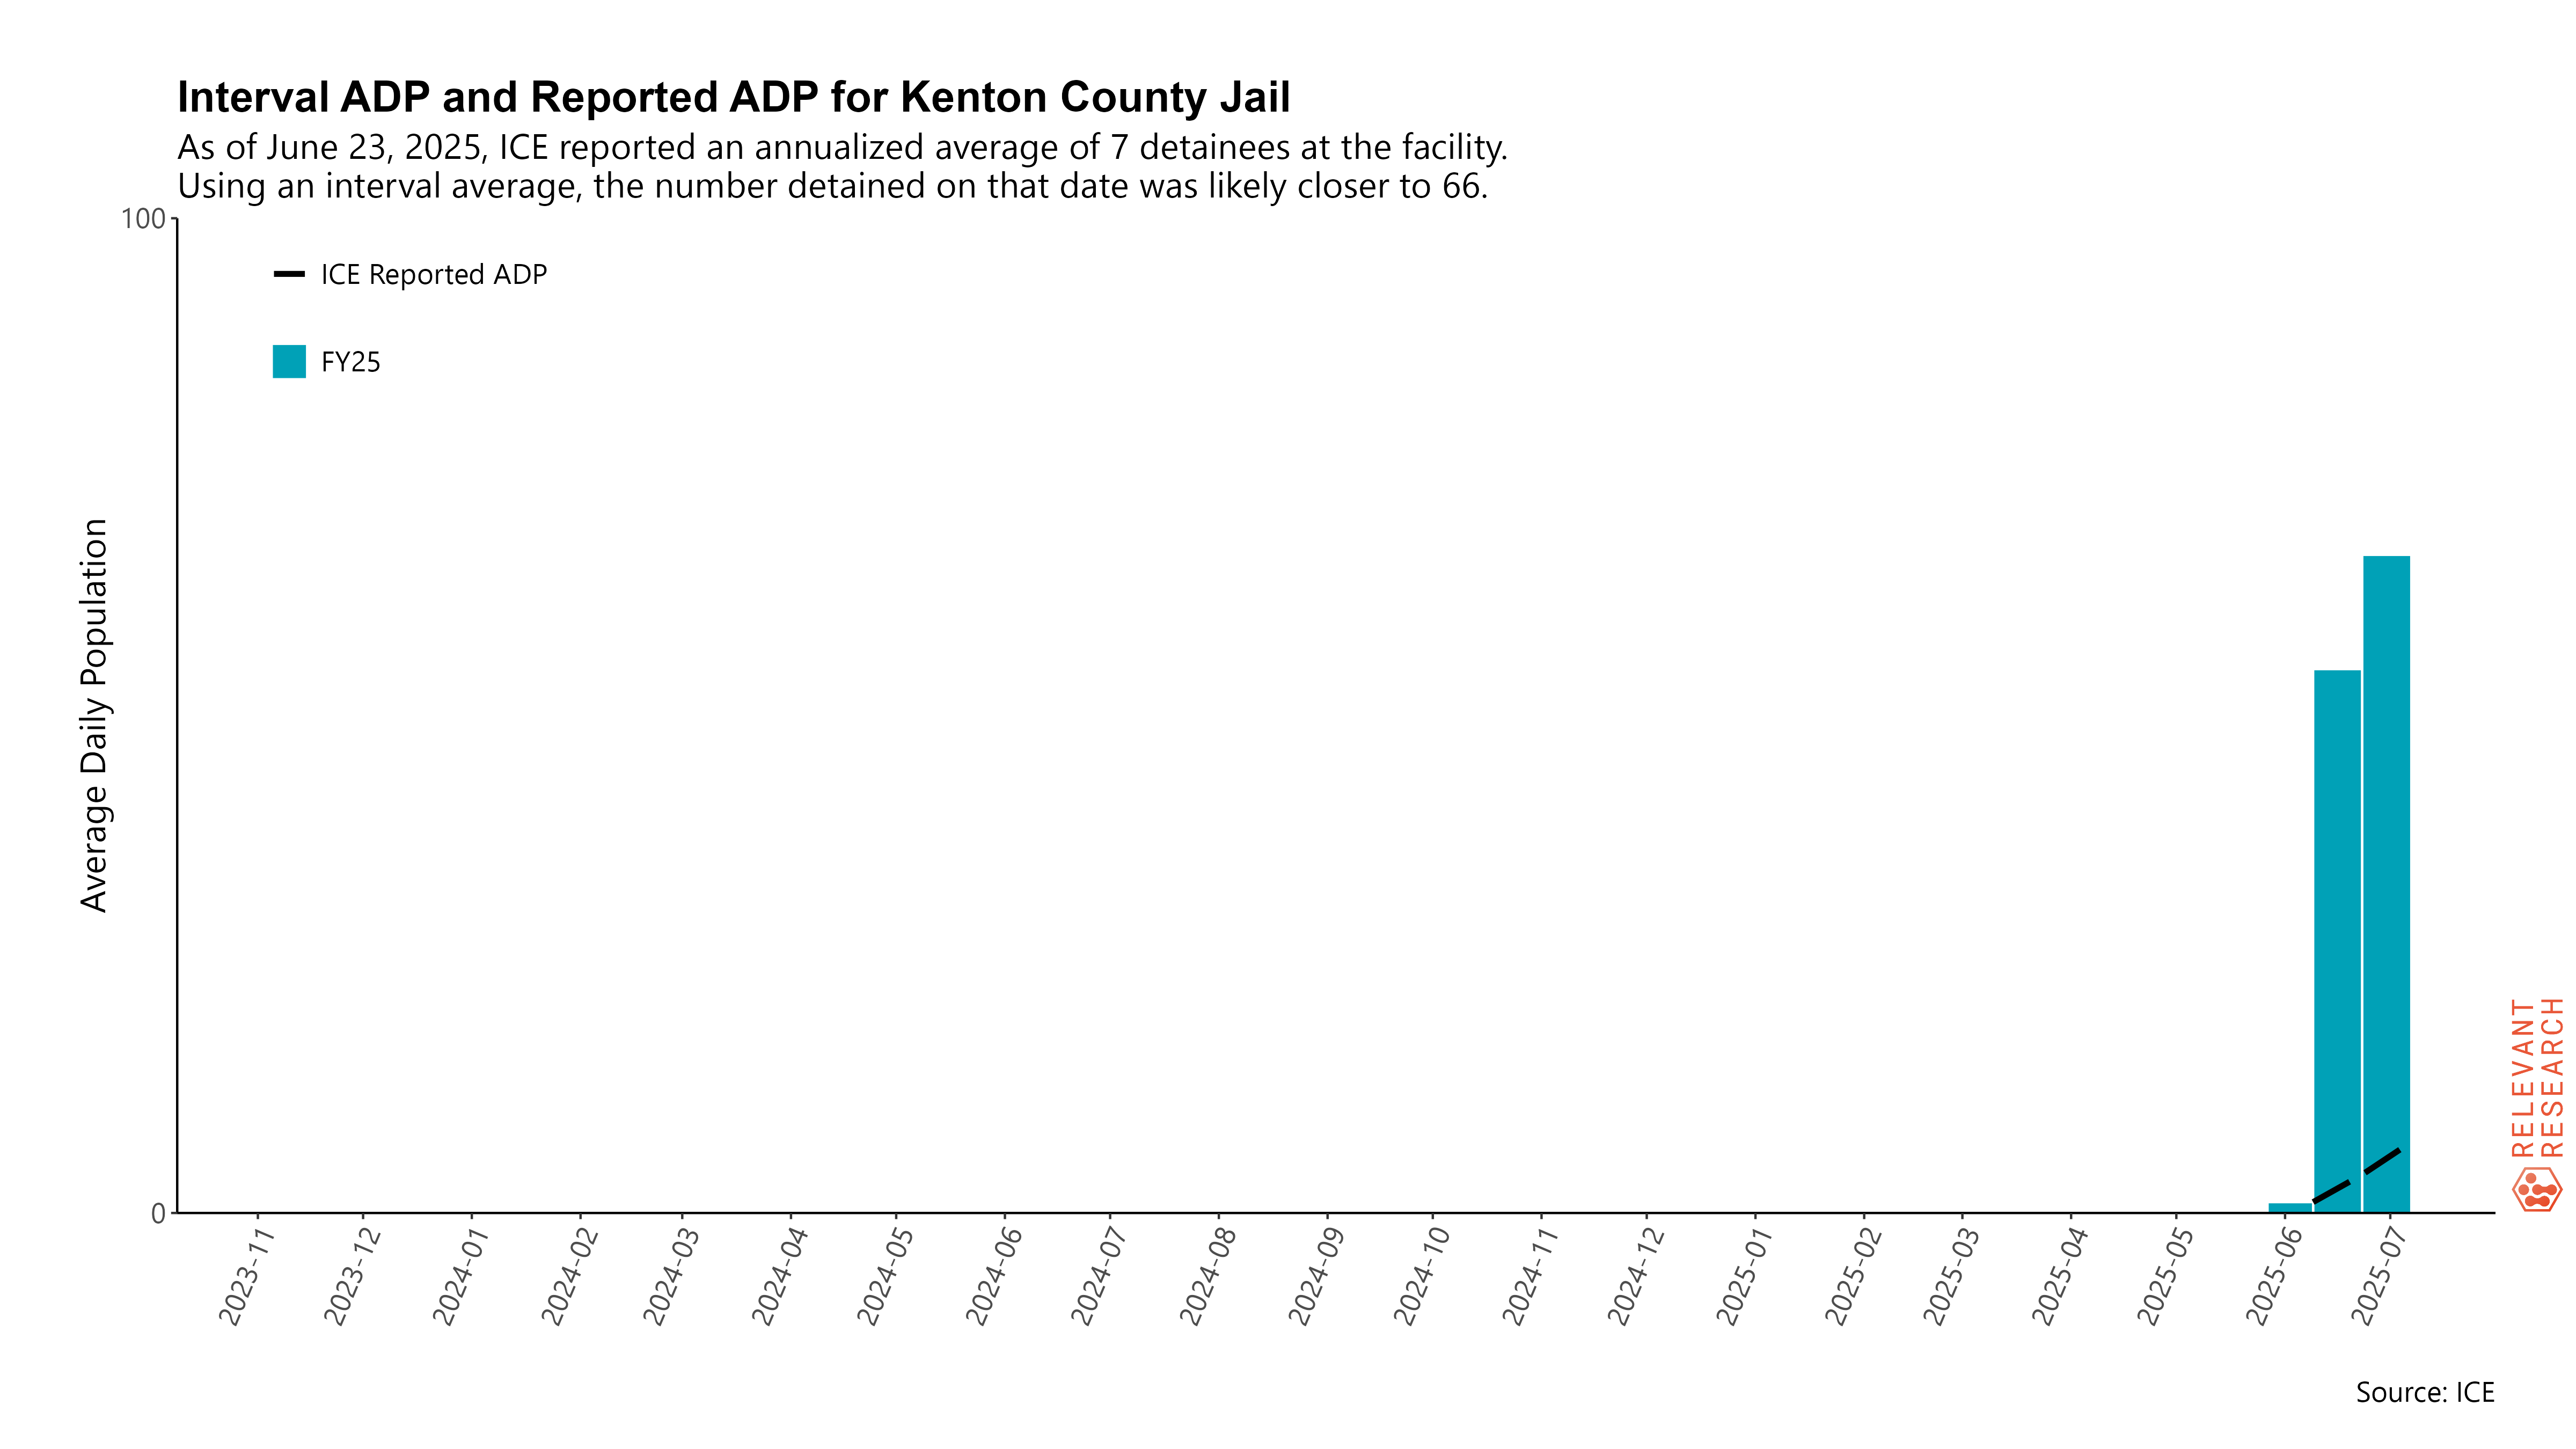 Interval ADP and Reported ADP for Kenton County Jail
As of June 23, 2025, ICE reported an annualized average of 7 detainees at the facility.
Using an interval average, the number detained on that date was likely closer to 66.
100
ICE Reported ADP
FY25
Average Daily Population
0
2023-11
2023-12
2024-01
2024-02
2024-03
2024-04
2024-05
2024-06
2024-07
2024-08
2024-09
2024-10
2024-11
2024-12
2025-01
2025-02
2025-03
2025-04
2025-05
2025-06
2025-07
RELEVANT
RESEARCH
Source: ICE